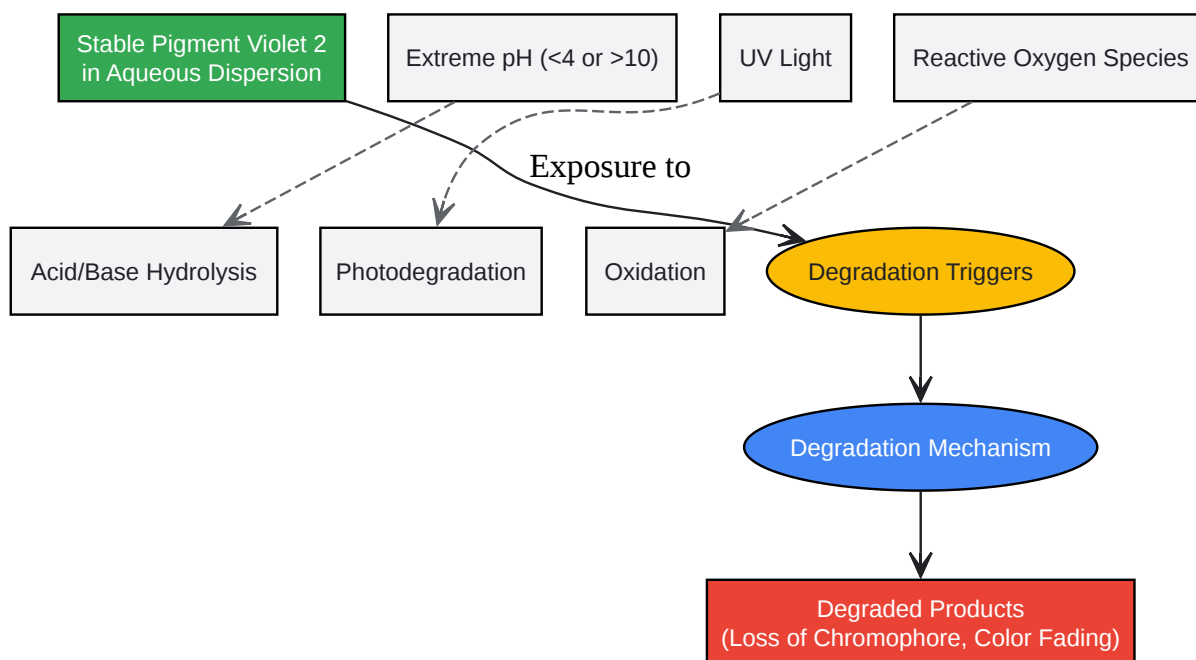 Stable Pigment Violet 2
in Aqueous Dispersion
Extreme pH (<4 or >10)
UV Light
Reactive Oxygen Species
Exposure to
Acid/Base Hydrolysis
Photodegradation
Oxidation
Degradation Triggers
Degradation Mechanism
Degraded Products
(Loss of Chromophore, Color Fading)